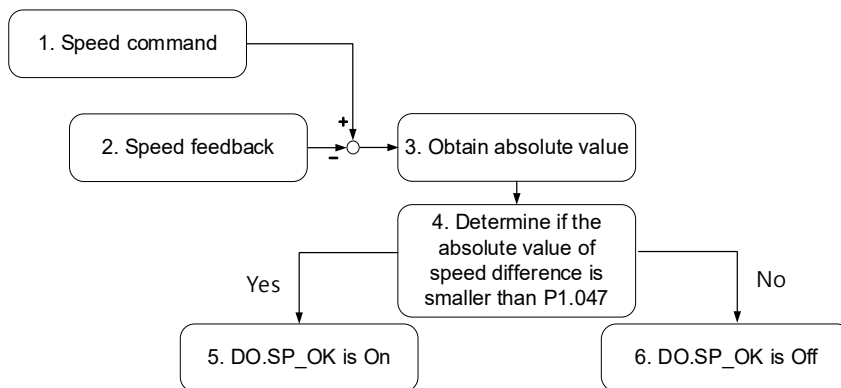 1. Speed command
+
2. Speed feedback
-
3. Obtain absolute value
4. Determine if the
absolute value of
speed difference is
smaller than P1.047
Yes
No
5. DO.SP_OK is On
6. DO.SP_OK is Off